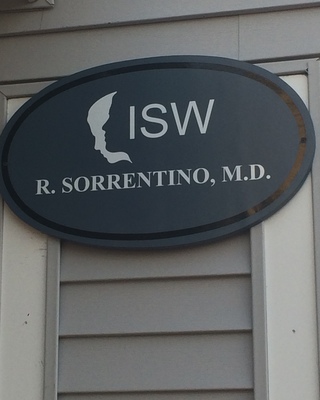 ISW
R. SORRENTINO, M.D.